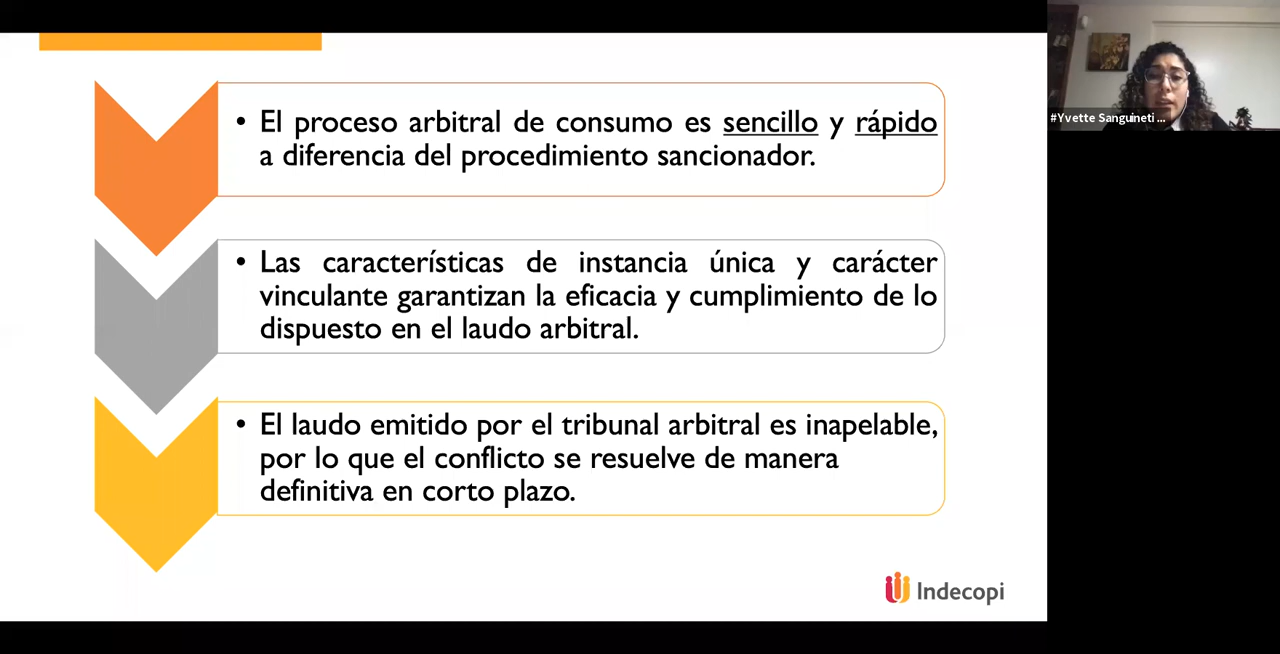 • El proceso arbitral de consumo es sencillo y rápido
a diferencia del procedimiento sancionador.
• Las características de instancia única y carácter
vinculante garantizan la eficacia y cumplimiento de lo
dispuesto en el laudo arbitral.
• El laudo emitido por el tribunal arbitral es inapelable,
por lo que el conflicto se resuelve de manera
definitiva en corto plazo.
Indecopi
#Yvette Sanguineti ...